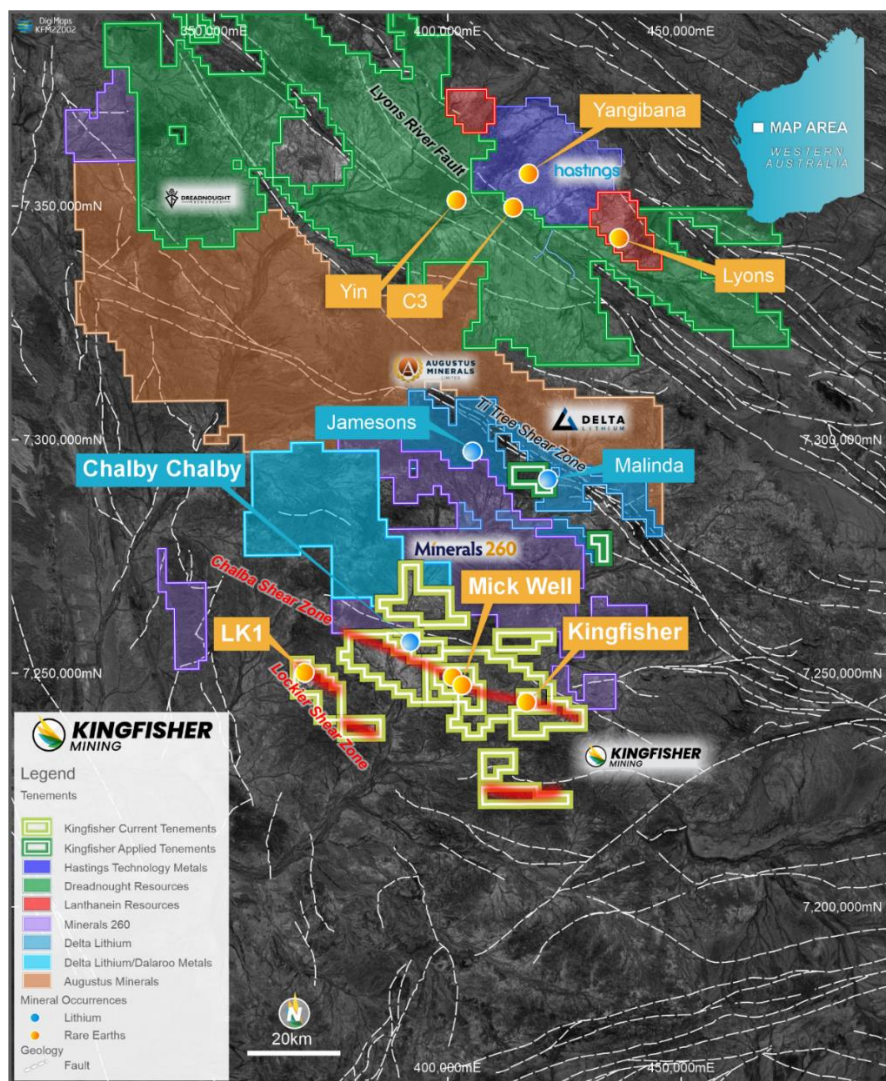 DigiMaps
KFM22002
350,000mE
400,000mE
450,000mE
Lyons River Fault
Yangibana
hastings
MAP AREA
WESTERN
AUSTRALIA
DREADNOUGHT
RESOURCES
7,350,000mN
7,350,000mN
Yin
C3
Lyons
AUGUSTUS
MINERALS
LIMITED
Ti Tree Shear Zone
DELTA
LITHIUM
7,300,000mN
7,300,000mN
Jamesons
Malinda
Chalby Chalby
Minerals 260
Chalba Shear Zone
Mick Well
LK1
Kingfisher
7,250,000mN
7,250,000mN
Lockier Shear Zone
KINGFISHER
MINING
KINGFISHER
MINING
Legend
Tenements
Kingfisher Current Tenements
Kingfisher Applied Tenements
Hastings Technology Metals
Dreadnought Resources
Lanthanein Resources
Minerals 260
Delta Lithium
Delta Lithium/Dalaroo Metals
Augustus Minerals
Mineral Occurrences
Lithium
Rare Earths
Geology
Fault
7,200,000mN
N
20km
400,000mE
450,000mE